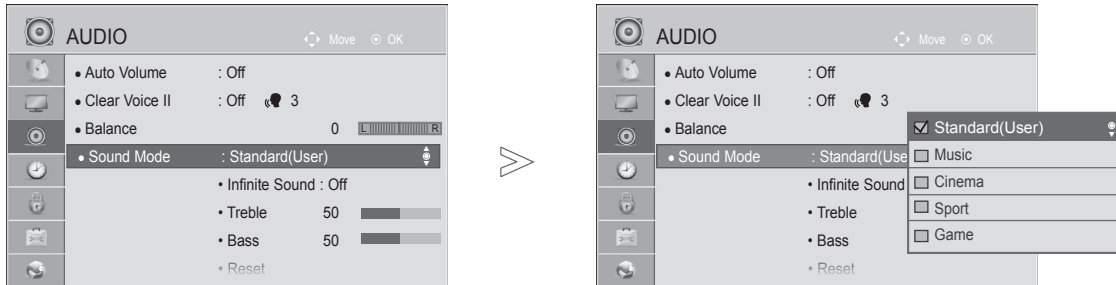 AUDIO
Move OK
• Auto Volume : Off
• Clear Voice II : Off 3
• Balance 0 L R
• Sound Mode : Standard(User)
• Infinite Sound : Off
• Treble 50
• Bass 50
• Reset
AUDIO
Move OK
• Auto Volume : Off
• Clear Voice II : Off 3
• Balance
• Sound Mode : Standard(Use
• Infinite Sound
• Treble
• Bass
• Reset
Standard(User)
Music
Cinema
Sport
Game